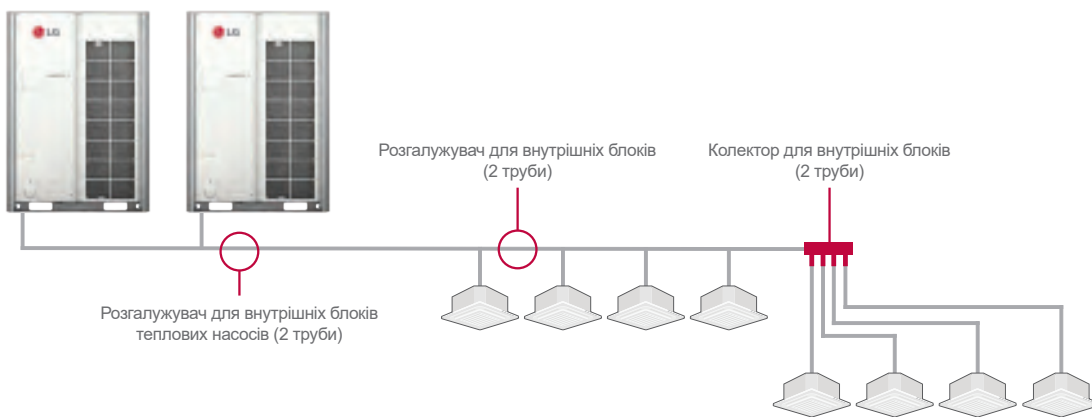 LG
LG
Розгалужувач для внутрішніх блоків
(2 труби)
Колектор для внутрішніх блоків
(2 труби)
Розгалужувач для внутрішніх блоків
теплових насосів (2 труби)